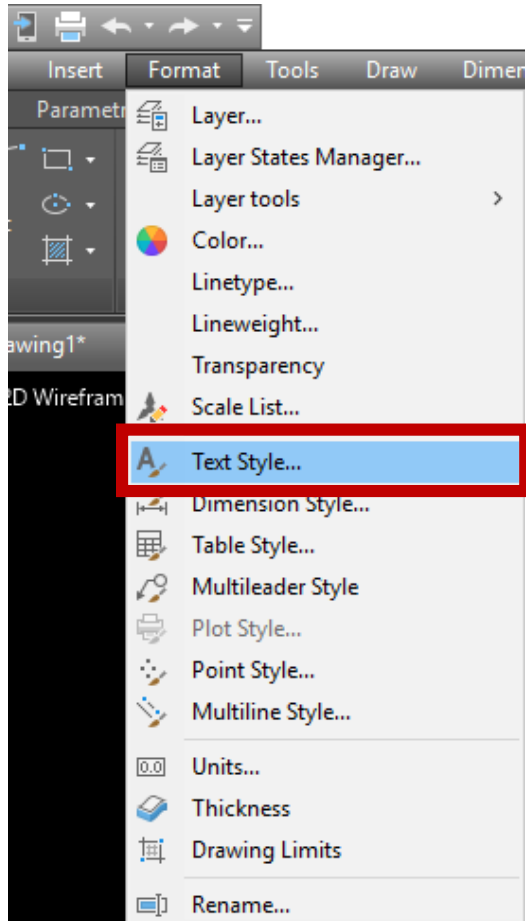 Insert Format Tools Draw Dimen
Parametr
Layer...
Layer States Manager...
Layer tools
Color...
Linetype...
Lineweight...
awing1*
Transparency
2D Wirefram
Scale List...
Text Style...
Dimension Style...
Table Style...
Multileader Style
Plot Style...
Point Style...
Multiline Style...
0.0 Units...
Thickness
Drawing Limits
Rename...